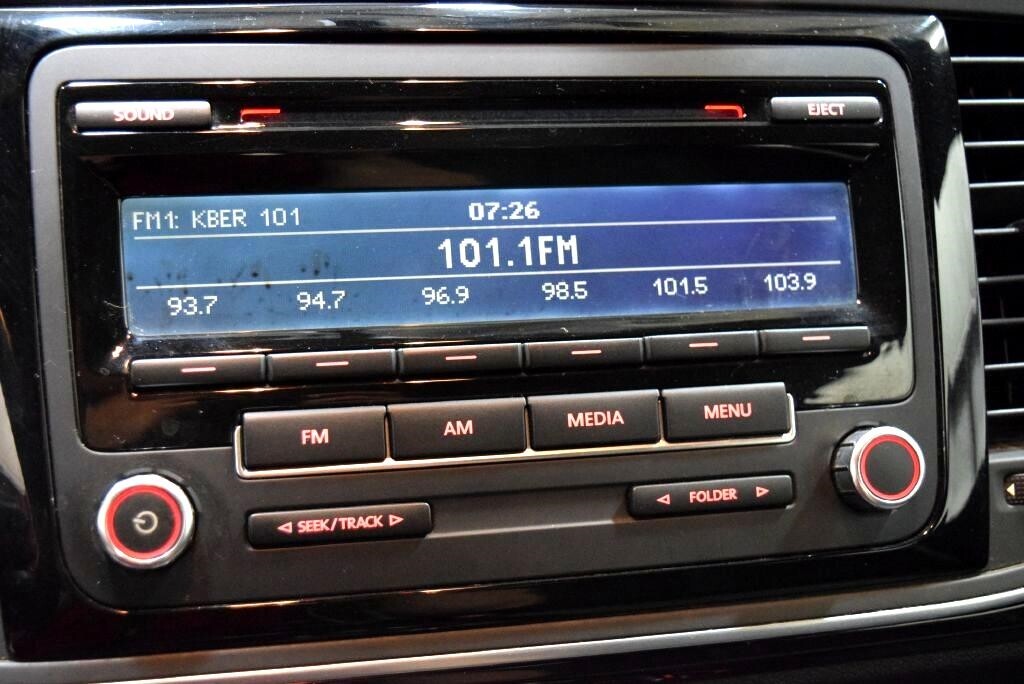 SOUND EJECT
FM1: KBER 101 07:26
101.1FM
93.7 94.7 96.9 98.5 101.5 103.9
FM AM MEDIA MENU
SEEK/TRACK FOLDER